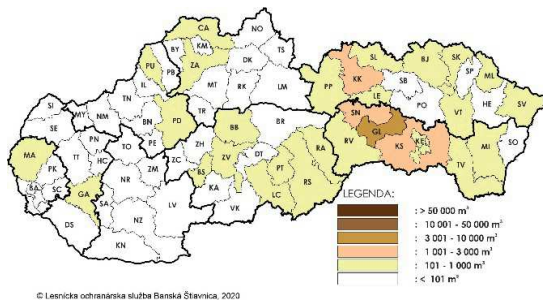 CA
NO
BY
KM
TS
PU
ZA
DK
PB
IL
MT
RK
LM
TN
TR
SI
MY
NM
BN
PD
SE
PE
BB
BR
PN
TO
ZC
ZH
MA
TT
HC
ZM
BS
ZV
DT
PT
RA
PK
NR
KA
BA
SC
GA
SA
LV
VK
LC
RS
DS
NZ
KN
SL
BJ
SK
KK
SP
ML
PP
LE
SB
PO
VT
HE
SV
SN
GL
KS
KE
RV
TV
MI
SO
LEGENDA:
: > 50 000 m³
: 10 001 - 50 000 m³
: 3 001 - 10 000 m³
: 1 001 - 3 000 m³
: 101 - 1 000 m³
: < 101 m³
© Lesnícka ochranárska služba Banská Štiavnica, 2020